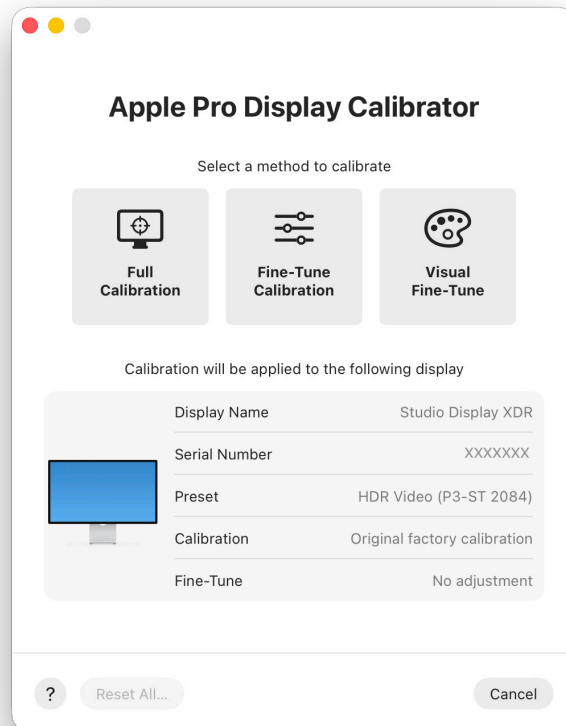 Apple Pro Display Calibrator
Select a method to calibrate
Full
Calibration
Fine-Tune
Calibration
Visual
Fine-Tune
Calibration will be applied to the following display
Display Name Studio Display XDR
Serial Number XXXXXXX
Preset HDR Video (P3-ST 2084)
Calibration Original factory calibration
Fine-Tune No adjustment
? Reset All... Cancel